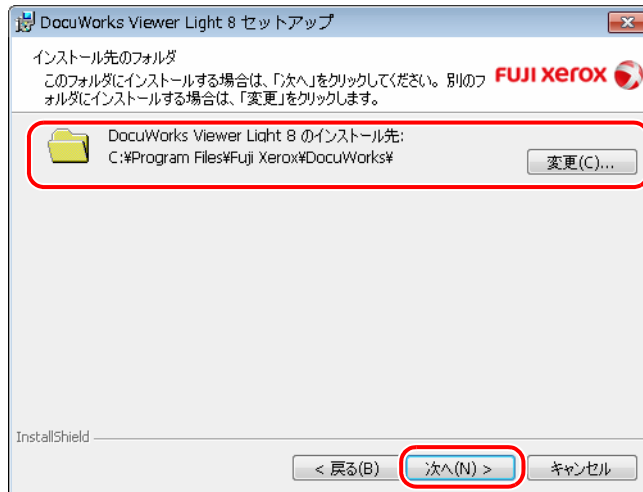 DocuWorks Viewer Light 8 セットアップ
インストール先のフォルダ
このフォルダにインストールする場合は、「次へ」をクリックしてください。別のフ
ォルダにインストールする場合は、「変更」をクリックします。
FUJI XEROX
DocuWorks Viewer Light 8 のインストール先:
C:¥Program Files¥Fuji Xerox¥DocuWorks¥
変更(C)...
InstallShield
< 戻る(B)
次へ(N) >
キャンセル